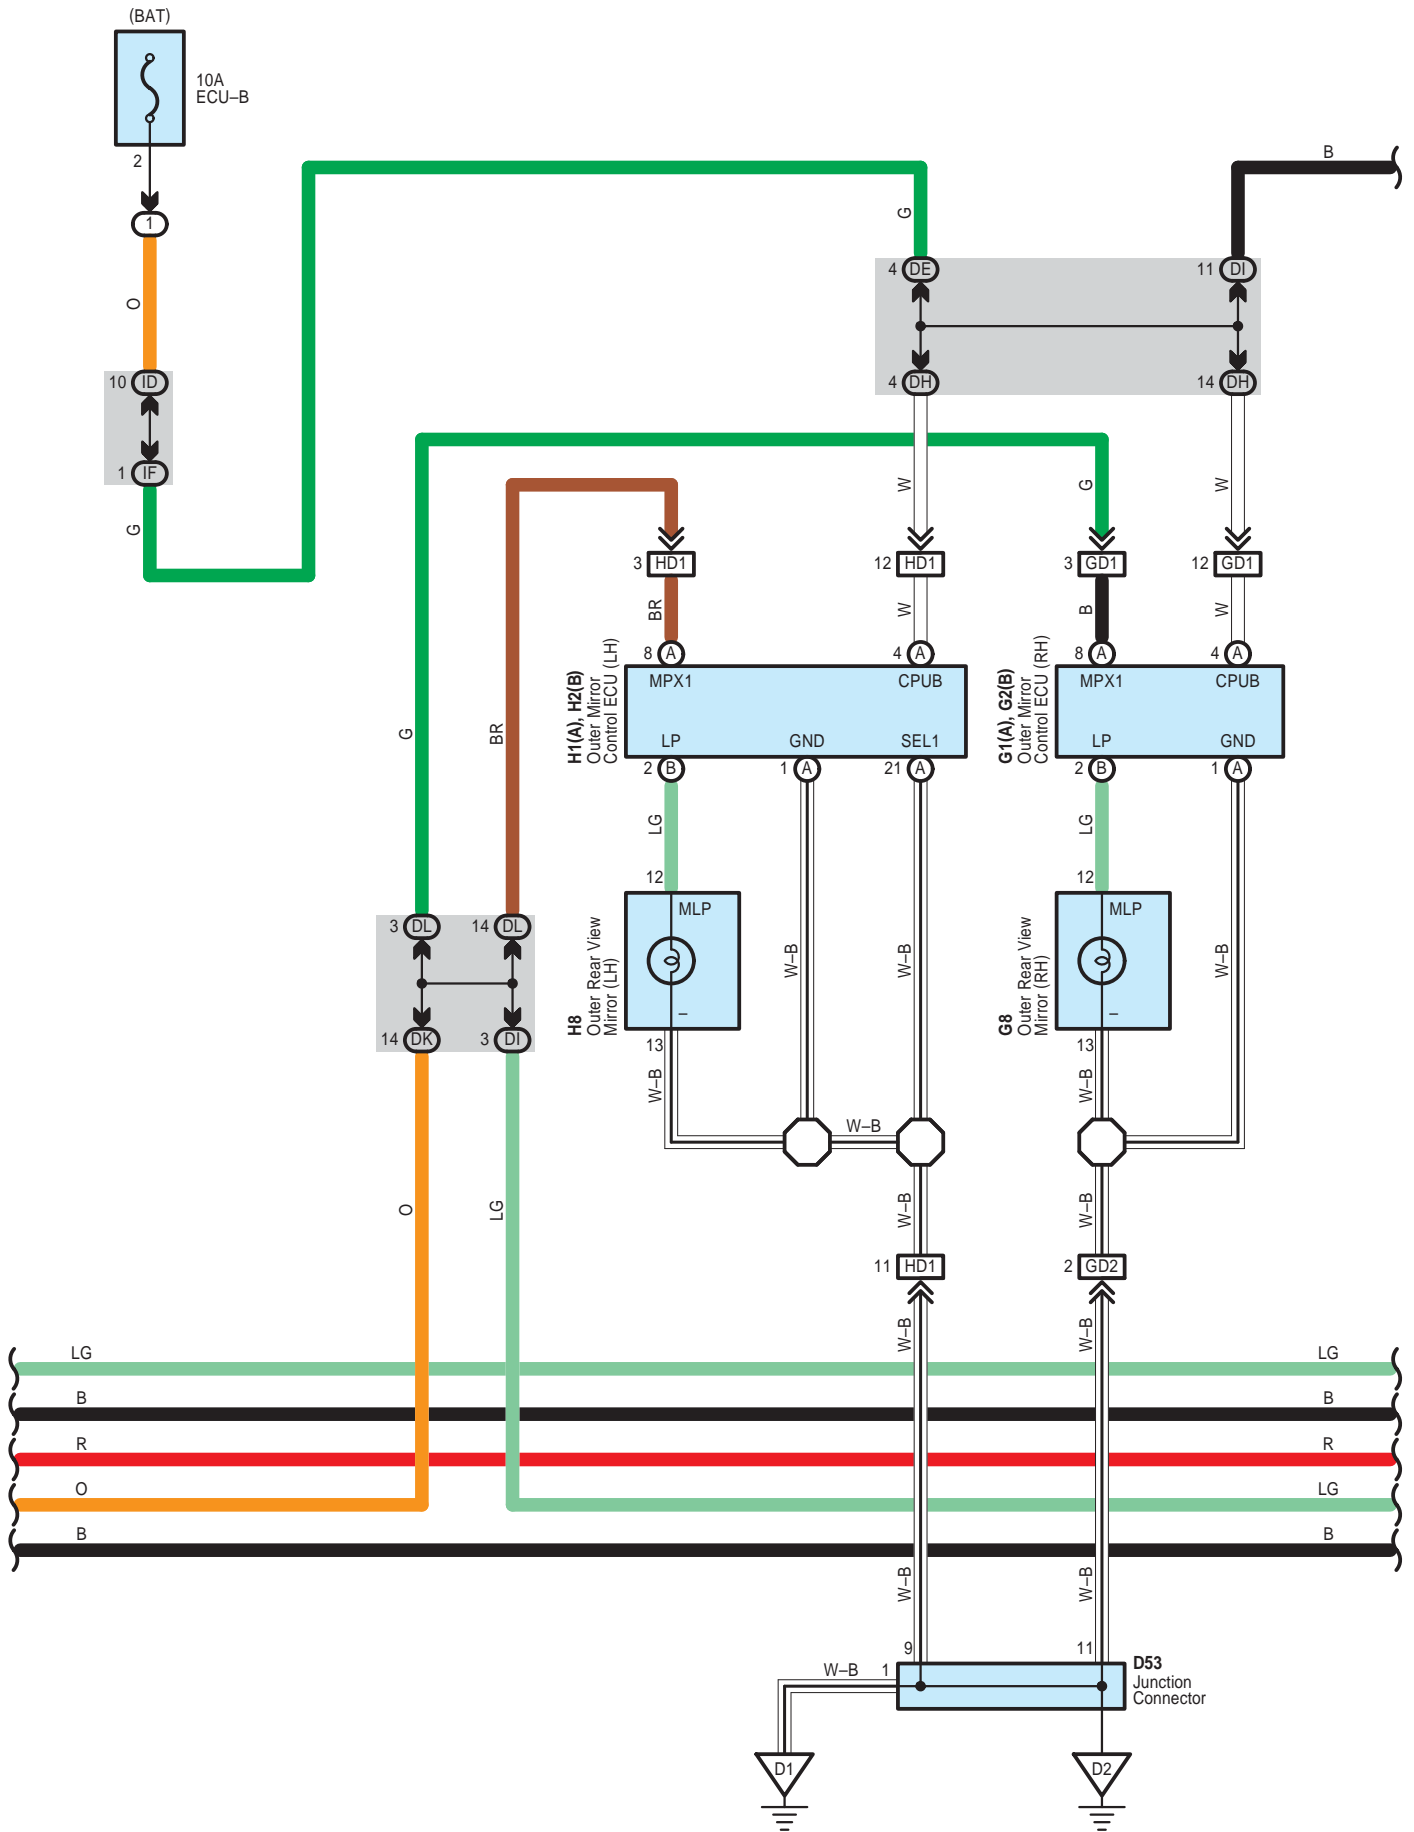 (BAT)
10A
ECU–B
2
1
O
10 ID
1 IF
G
G
B
4 DE
11 DI
4 DH
14 DH
W
G
W
3 HD1
12 HD1
3 GD1
12 GD1
BR
W
B
W
8 A
4 A
8 A
4 A
H1(A), H2(B)
Outer Mirror
Control ECU (LH)
MPX1
CPUB
LP
GND
SEL1
G1(A), G2(B)
Outer Mirror
Control ECU (RH)
MPX1
CPUB
LP
GND
2 B
1 A
21 A
2 B
1 A
G
BR
LG
LG
12
12
H8
Outer Rear View
Mirror (LH)
MLP
–
G8
Outer Rear View
Mirror (RH)
MLP
–
3 DL
14 DL
14 DK
3 DI
W–B
W–B
W–B
13
13
W–B
W–B
W–B
O
LG
W–B
W–B
11 HD1
2 GD2
W–B
W–B
LG
LG
B
B
R
R
O
LG
B
B
W–B
W–B
9
11
W–B
1
D53
Junction
Connector
D1
D2